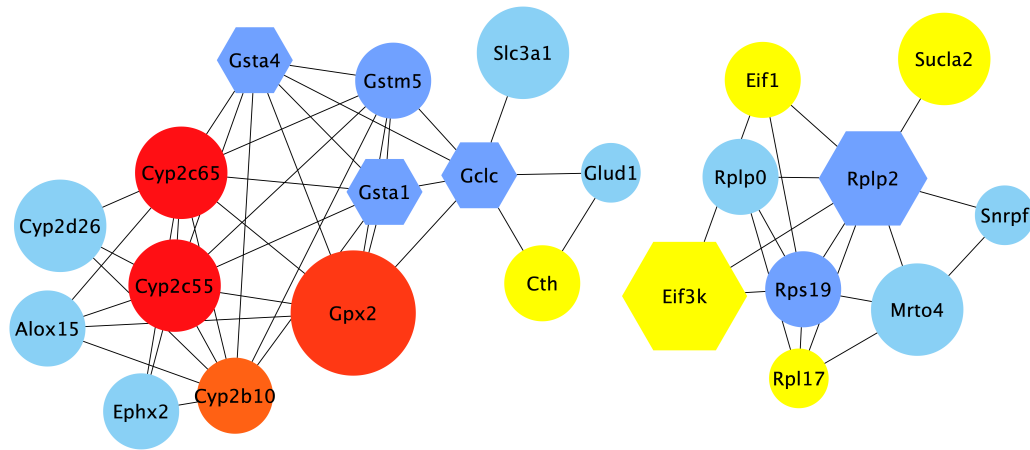 Gsta4
Gstm5
Slc3a1
Cyp2c65
Gsta1
Gclc
Glud1
Cyp2d26
Cyp2c55
Gpx2
Cth
Alox15
Cyp2b10
Ephx2
Eif1
Sucla2
Rplp0
Rplp2
Snrpf
Eif3k
Rps19
Mrto4
Rpl17